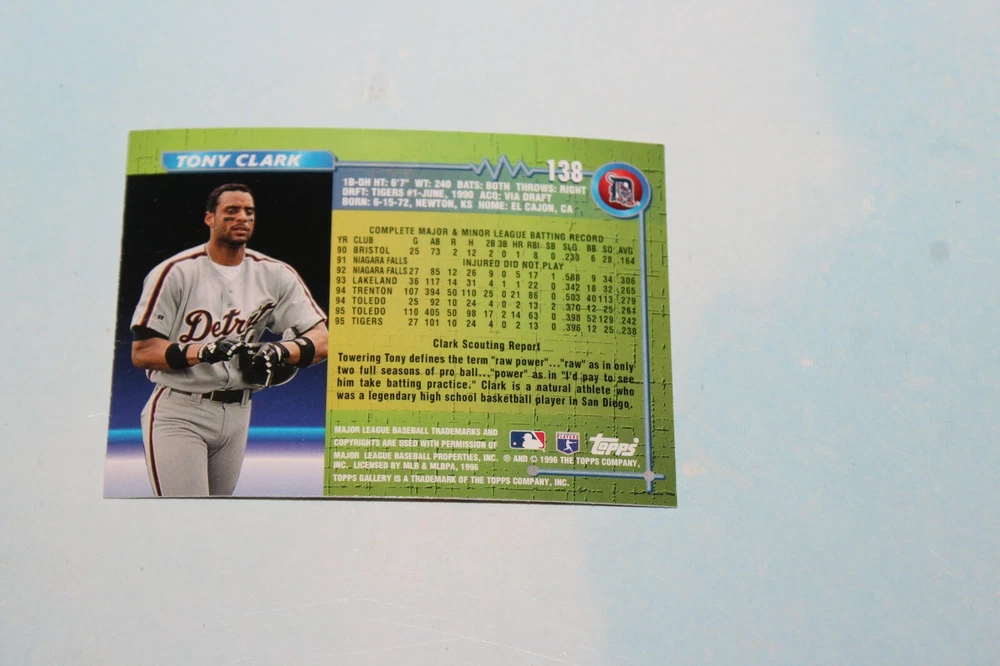 TONY CLARK
138
1B-DH HT: 6'7" WT: 240 BATS: BOTH THROWS: RIGHT
DRFT: TIGERS #1-JUNE, 1990 ACQ: VIA DRAFT
BORN: 6-15-72, NEWTON, KS HOME: EL CAJON, CA
COMPLETE MAJOR & MINOR LEAGUE BATTING RECORD
YR CLUB G AB R H 2B 3B HR RBI SB SLG BB SO AVG
90 BRISTOL 25 73 2 12 2 0 1 8 0 .233 6 28 .164
91 NIAGARA FALLS INJURED DID NOT PLAY
92 NIAGARA FALLS 27 85 12 26 9 0 5 17 1 .588 9 34 .306
93 LAKELAND 36 117 14 31 4 1 1 22 0 .342 18 32 .265
94 TRENTON 107 394 50 110 25 0 21 86 0 .503 40 113 .279
94 TOLEDO 25 92 10 24 4 0 2 13 2 .370 12 25 .261
95 TOLEDO 110 405 50 98 17 2 14 63 0 .398 52 129 .242
95 TIGERS 27 101 10 24 4 0 2 13 0 .396 12 25 .238
Clark Scouting Report
Towering Tony defines the term "raw power"..."raw" as in only
two full seasons of pro ball..."power" as in "I'd pay to see
him take batting practice." Clark is a natural athlete who
was a legendary high school basketball player in San Diego.
Detroit
MAJOR LEAGUE BASEBALL TRADEMARKS AND
COPYRIGHTS ARE USED WITH PERMISSION OF
MAJOR LEAGUE BASEBALL PROPERTIES, INC. ® AND © 1996 THE TOPPS COMPANY,
INC. LICENSED BY MLB & MLBPA, 1996
TOPPS GALLERY IS A TRADEMARK OF THE TOPPS COMPANY, INC.
PLAYERS
Topps